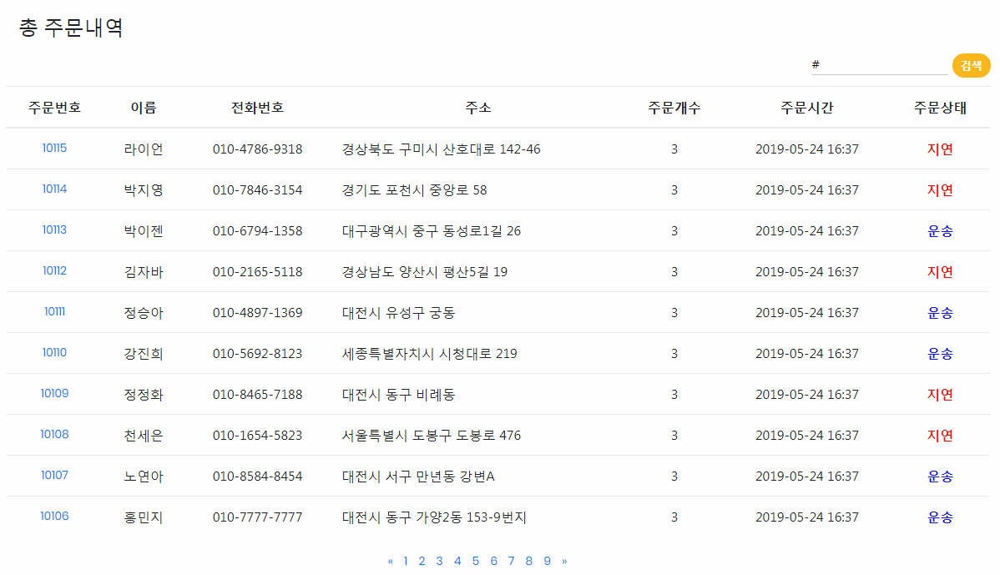 총 주문내역
# 검색
주문번호 이름 전화번호 주소 주문개수 주문시간 주문상태
10115 라이언 010-4786-9318 경상북도 구미시 산호대로 142-46 3 2019-05-24 16:37 지연
10114 박지영 010-7846-3154 경기도 포천시 중앙로 58 3 2019-05-24 16:37 지연
10113 박이젠 010-6794-1358 대구광역시 중구 동성로1길 26 3 2019-05-24 16:37 운송
10112 김자바 010-2165-5118 경상남도 양산시 평산5길 19 3 2019-05-24 16:37 지연
10111 정승아 010-4897-1369 대전시 유성구 궁동 3 2019-05-24 16:37 운송
10110 강진희 010-5692-8123 세종특별자치시 시청대로 219 3 2019-05-24 16:37 운송
10109 정정화 010-8465-7188 대전시 동구 비례동 3 2019-05-24 16:37 지연
10108 천세은 010-1654-5823 서울특별시 도봉구 도봉로 476 3 2019-05-24 16:37 지연
10107 노연아 010-8584-8454 대전시 서구 만년동 강변A 3 2019-05-24 16:37 운송
10106 홍민지 010-7777-7777 대전시 동구 가양2동 153-9번지 3 2019-05-24 16:37 운송
« 1 2 3 4 5 6 7 8 9 »